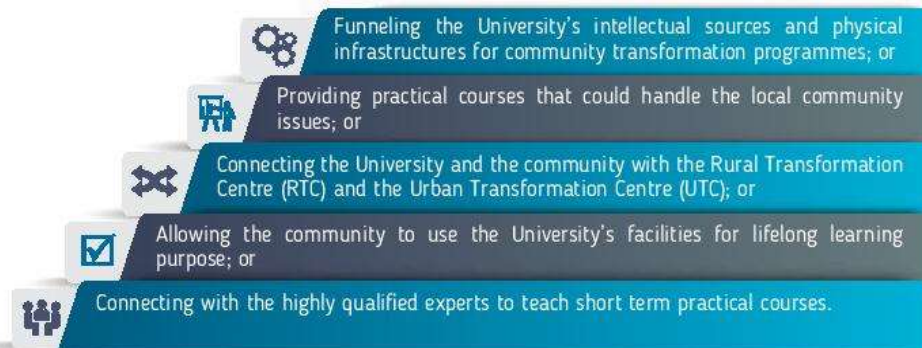 Funneling the University's intellectual sources and physical
infrastructures for community transformation programmes; or
Providing practical courses that could handle the local community
issues; or
Connecting the University and the community with the Rural Transformation
Centre (RTC) and the Urban Transformation Centre (UTC); or
Allowing the community to use the University's facilities for lifelong learning
purpose; or
Connecting with the highly qualified experts to teach short term practical courses.